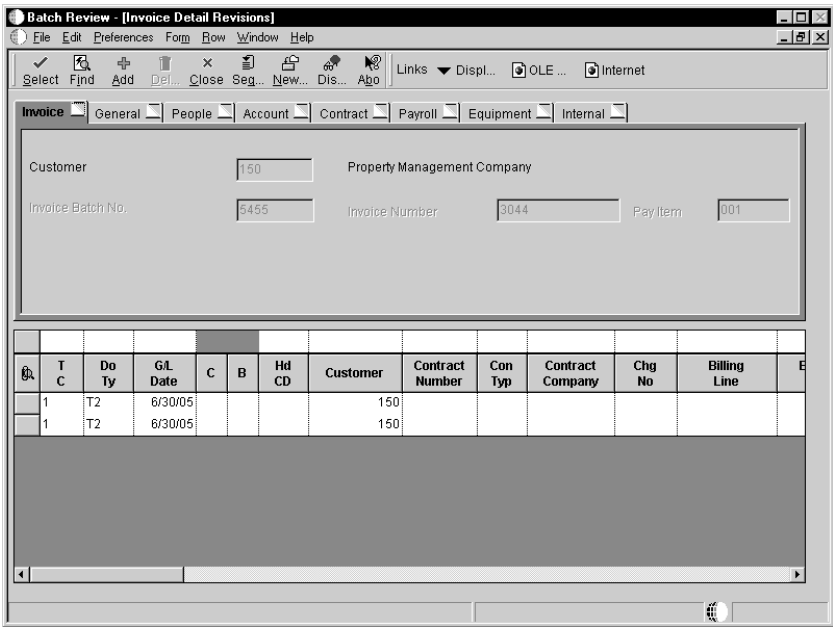 Batch Review - [Invoice Detail Revisions]
File Edit Preferences Form Row Window Help
Select Find Add Del... Close Seq... New... Dis... Abo Links Displ... OLE ... Internet
Invoice General People Account Contract Payroll Equipment Internal
Customer 150 Property Management Company
Invoice Batch No. 5455 Invoice Number 3044 Pay Item 001
T C Do Ty G/L Date C B Hd CD Customer Contract Number Con Typ Contract Company Chg No Billing Line E
1 T2 6/30/05 150
1 T2 6/30/05 150